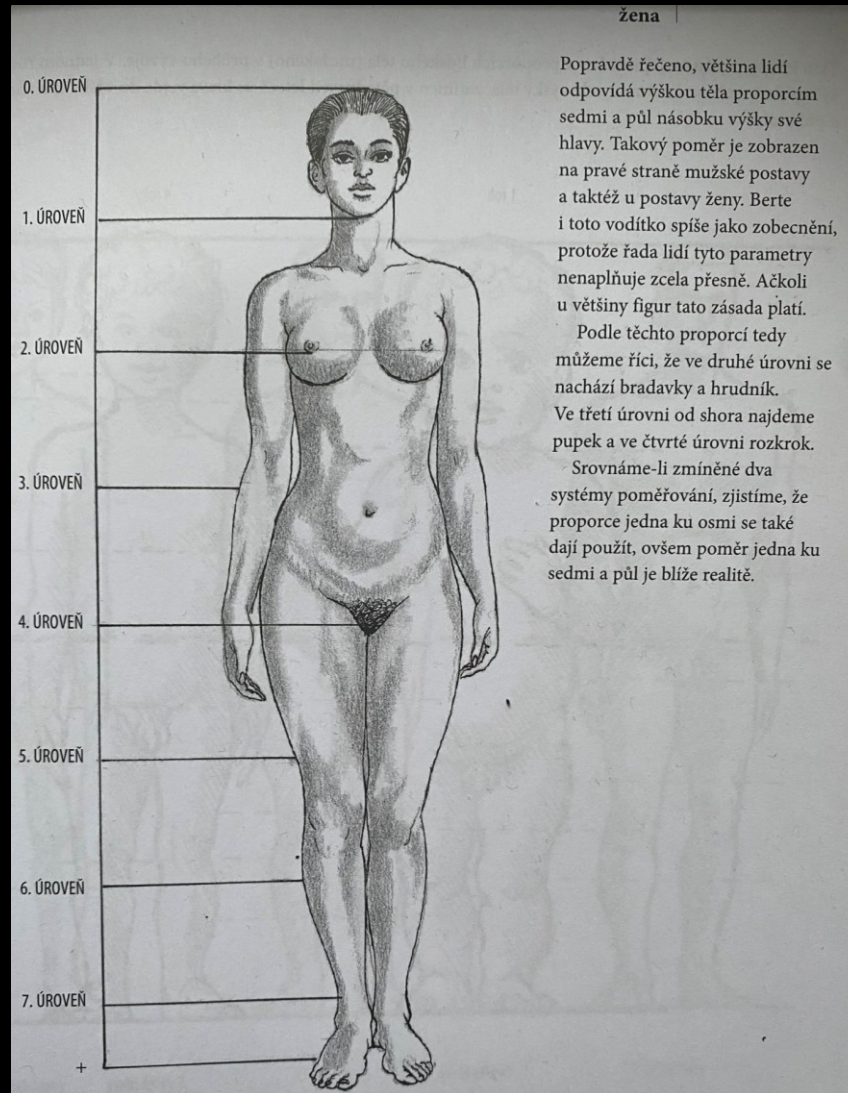 žena
0. ÚROVEŇ
1. ÚROVEŇ
2. ÚROVEŇ
3. ÚROVEŇ
4. ÚROVEŇ
5. ÚROVEŇ
6. ÚROVEŇ
7. ÚROVEŇ
+
Popravdě řečeno, většina lidí
odpovídá výškou těla proporcím
sedmi a půl násobku výšky své
hlavy. Takový poměr je zobrazen
na pravé straně mužské postavy
a taktéž u postavy ženy. Berte
i toto vodítko spíše jako zobecnění,
protože řada lidí tyto parametry
nenaplňuje zcela přesně. Ačkoli
u většiny figur tato zásada platí.
Podle těchto proporcí tedy
můžeme říci, že ve druhé úrovni se
nachází bradavky a hrudník.
Ve třetí úrovni od shora najdeme
pupek a ve čtvrté úrovni rozkrok.
Srovnáme-li zmíněné dva
systémy poměřování, zjistíme, že
proporce jedna ku osmi se také
dají použít, ovšem poměr jedna ku
sedmi a půl je blíže realitě.